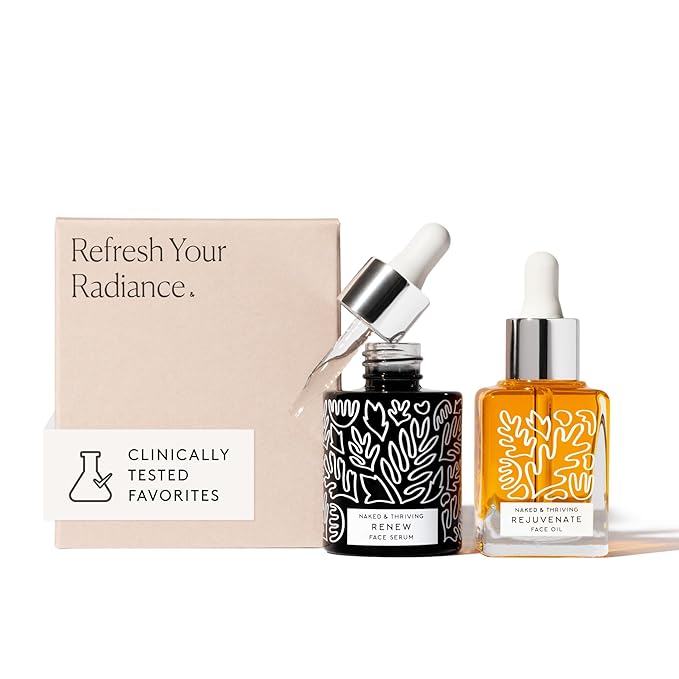 Refresh Your
Radiance &
CLINICALLY
TESTED
FAVORITES
NAKED & THRIVING
RENEW
FACE SERUM
NAKED & THRIVING
REJUVENATE
FACE OIL